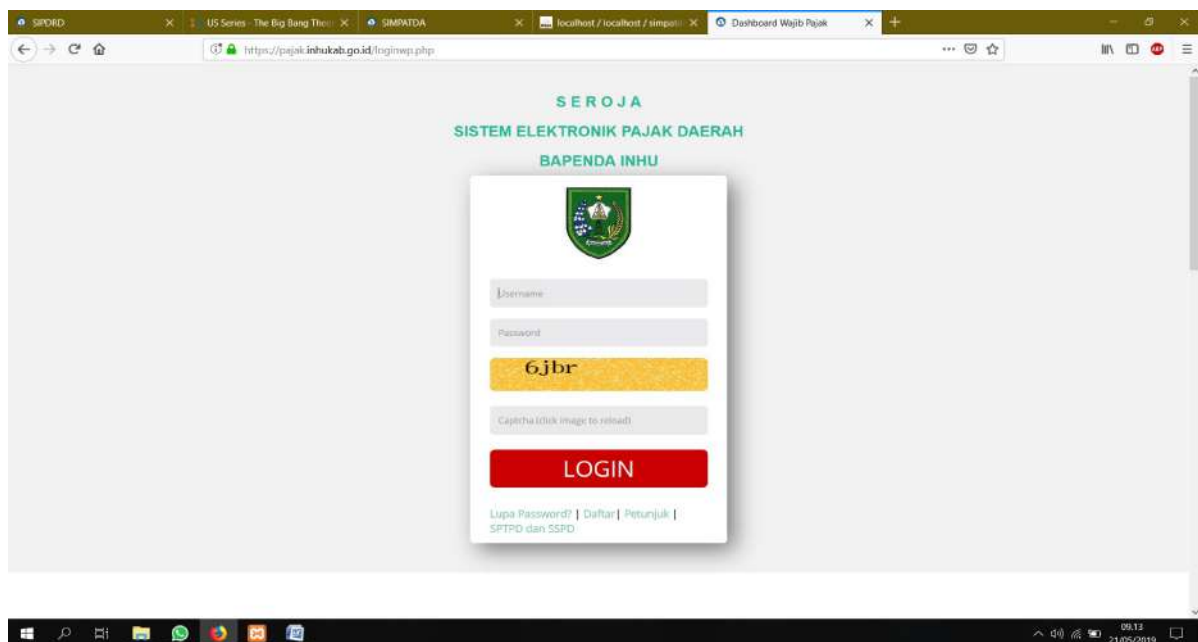 SIPDRD
US Series - The Big Bang Theor
SIMPATDA
localhost / localhost / simpat
Dashboard Wajib Pajak
https://pajak.inhukab.go.id/loginwp.php
S E R O J A
SISTEM ELEKTRONIK PAJAK DAERAH
BAPENDA INHU
Username
Password
6jbr
Captcha (click image to reload)
LOGIN
Lupa Password? | Daftar | Petunjuk |
SPTPD dan SSPD
09.13
21/05/2019